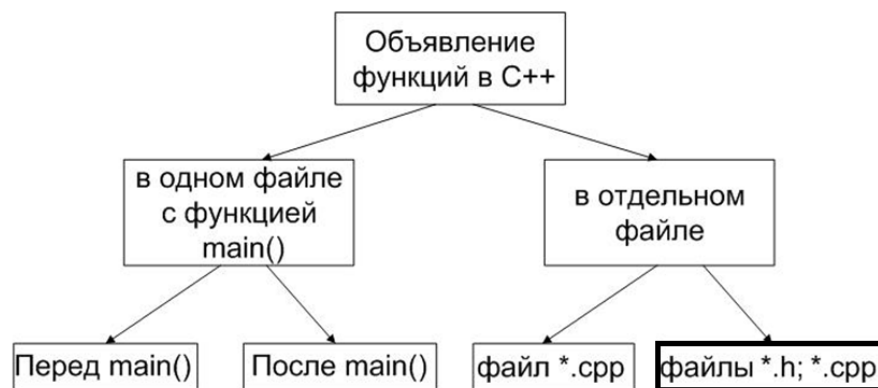 Объявление
функций в С++
в одном файле
с функцией
main()
в отдельном
файле
Перед main()
После main()
файл *.cpp
файлы *.h; *.cpp